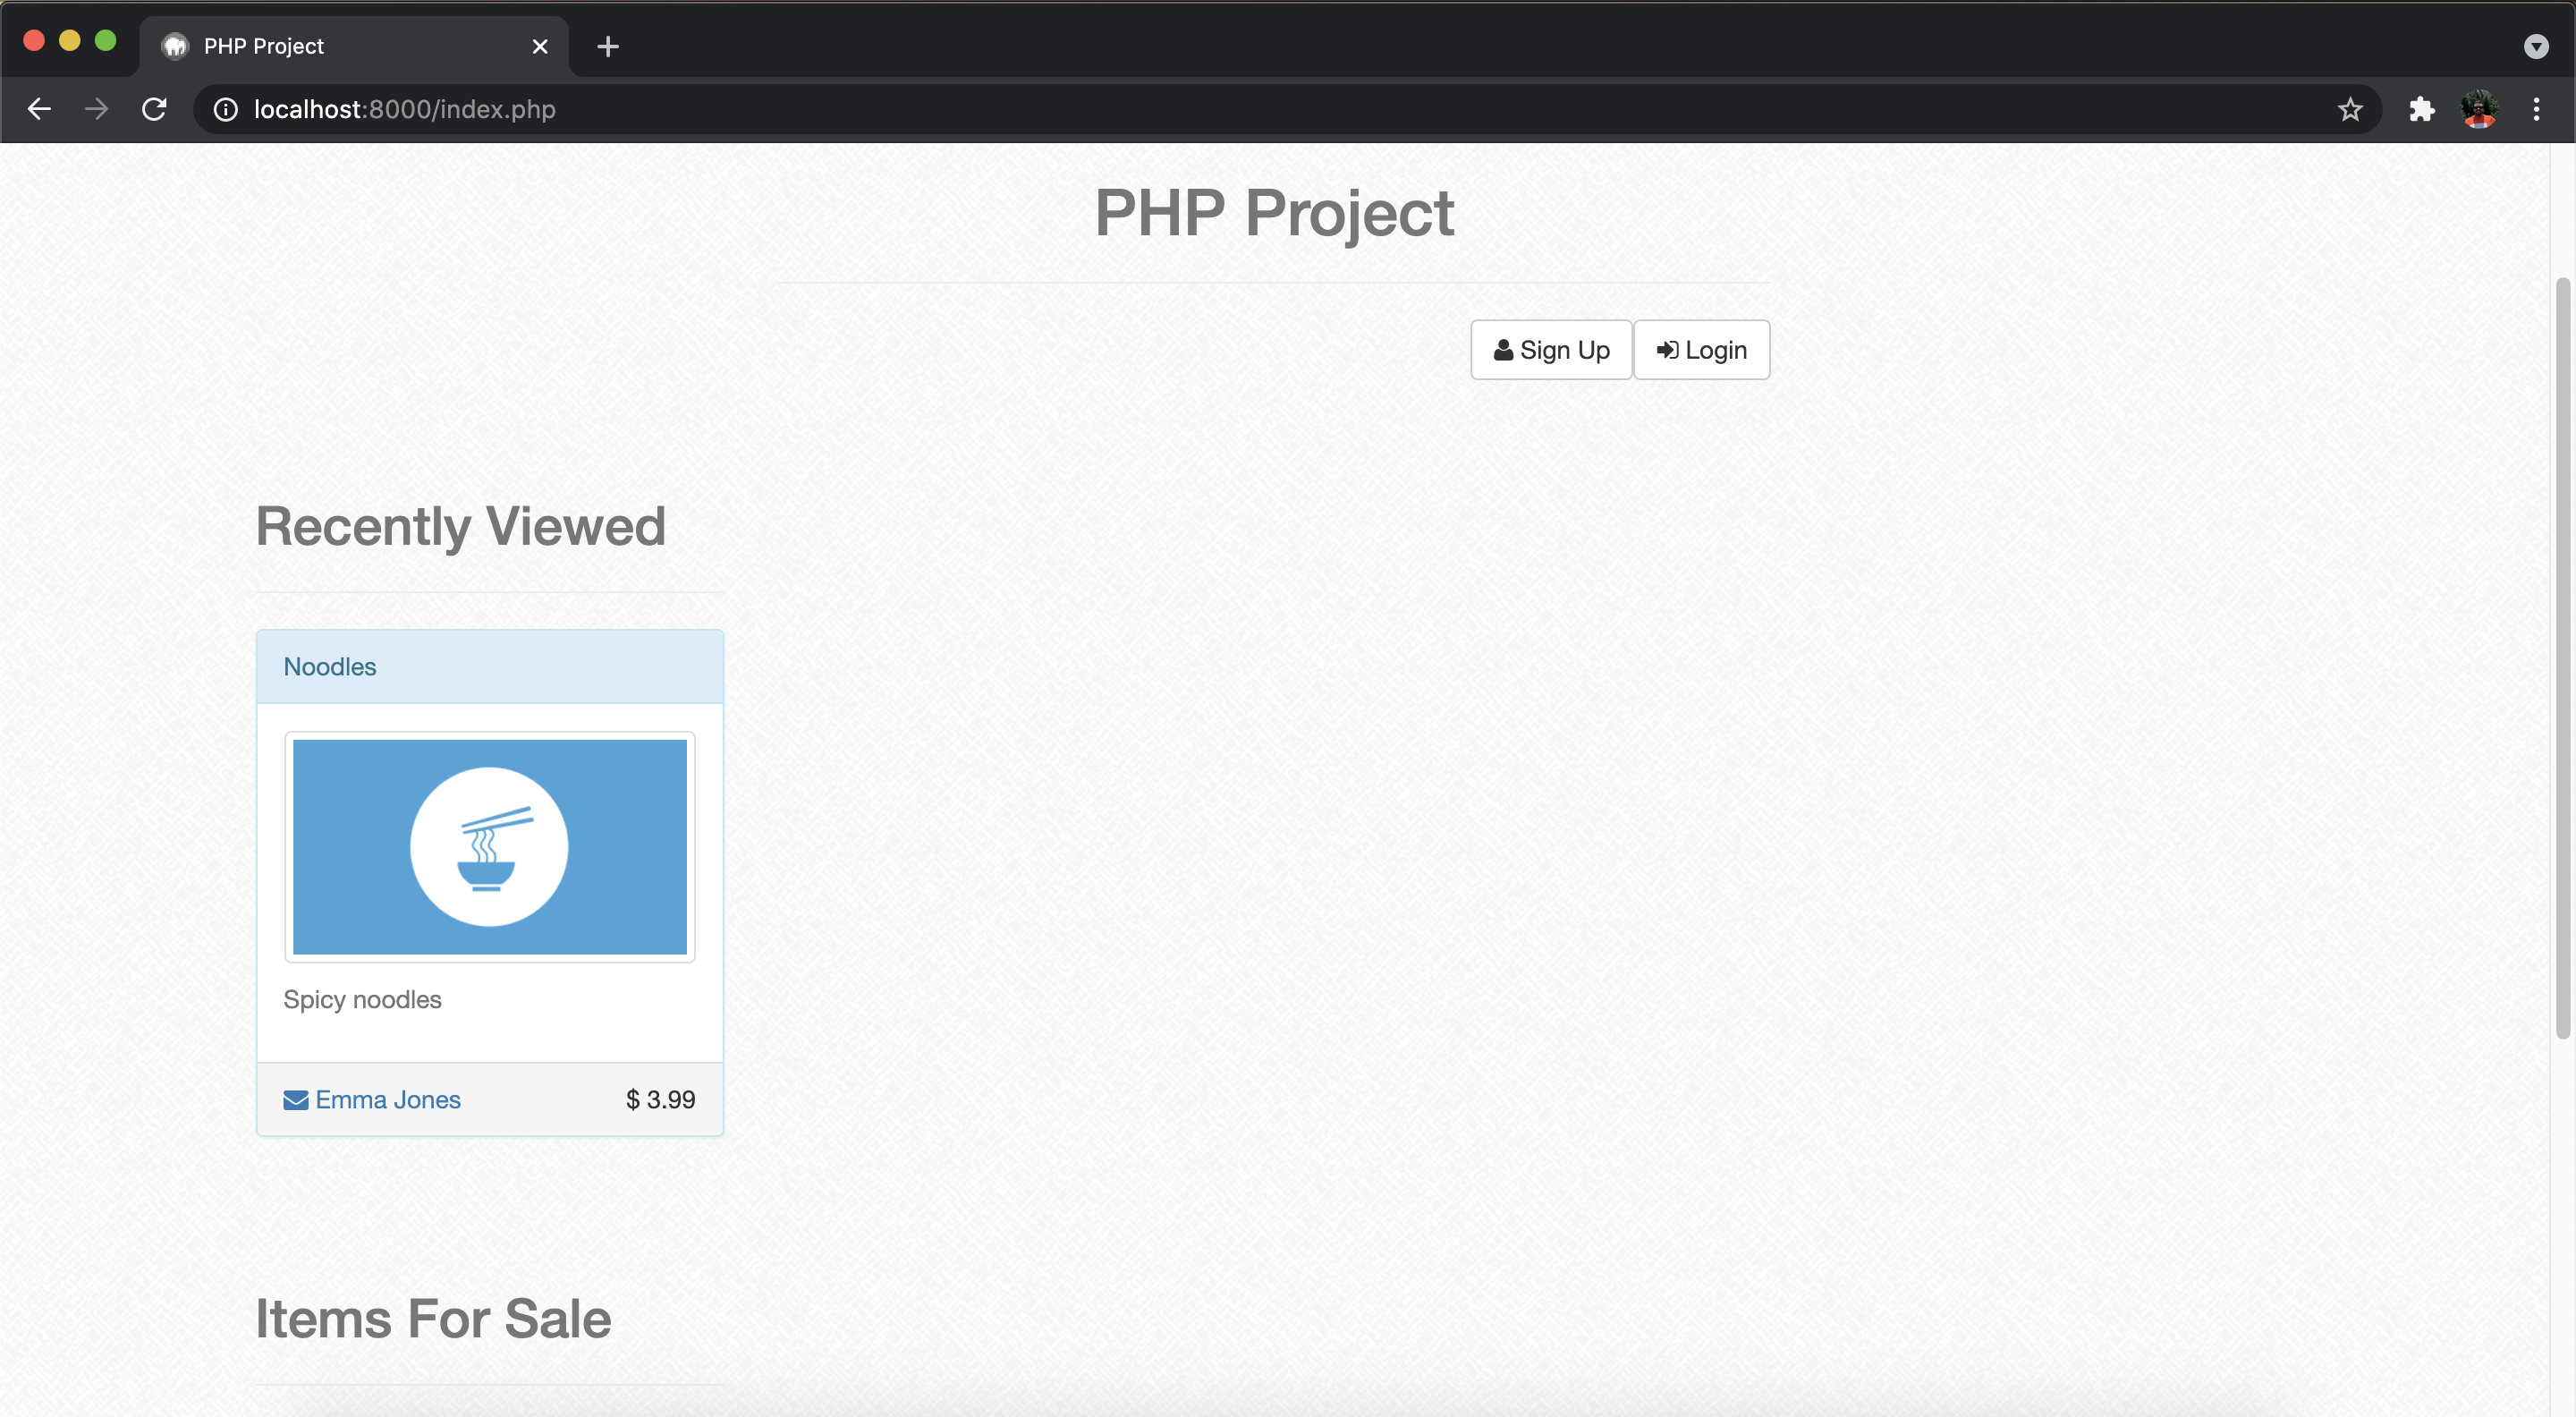 PHP Project
localhost:8000/index.php
PHP Project
Sign Up
Login
Recently Viewed
Noodles
Spicy noodles
Emma Jones
$ 3.99
Items For Sale